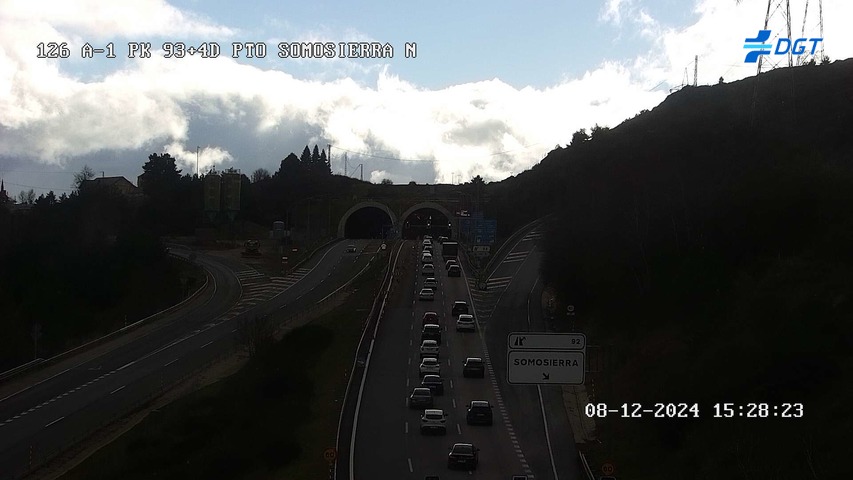 126 A-1 PK 93+4D PTO SOMOSIERRA N
DGT
92
SOMOSIERRA
08-12-2024 15:28:23